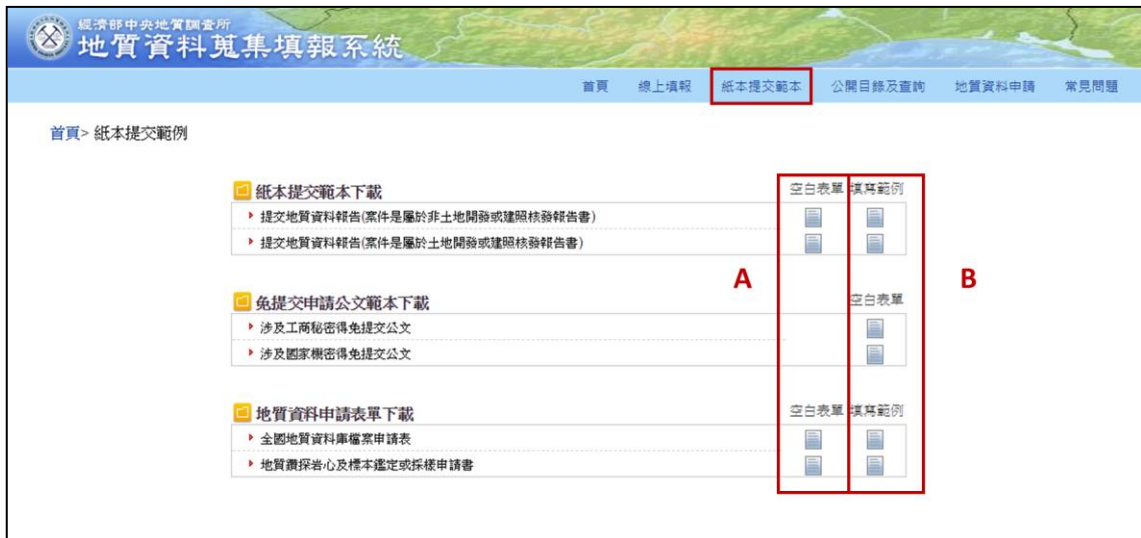 經濟部中央地質調查所
地質資料蒐集填報系統
首頁 線上填報 紙本提交範本 公開目錄及查詢 地質資料申請 常見問題
首頁> 紙本提交範例
紙本提交範本下載 空白表單 填寫範例
提交地質資料報告(案件是屬於非土地開發或建照核發報告書)
提交地質資料報告(案件是屬於土地開發或建照核發報告書)
A B
免提交申請公文範本下載 空白表單
涉及工商秘密得免提交公文
涉及國家機密得免提交公文
地質資料申請表單下載 空白表單 填寫範例
全國地質資料庫檔案申請表
地質鑽探岩心及標本鑑定或採樣申請書